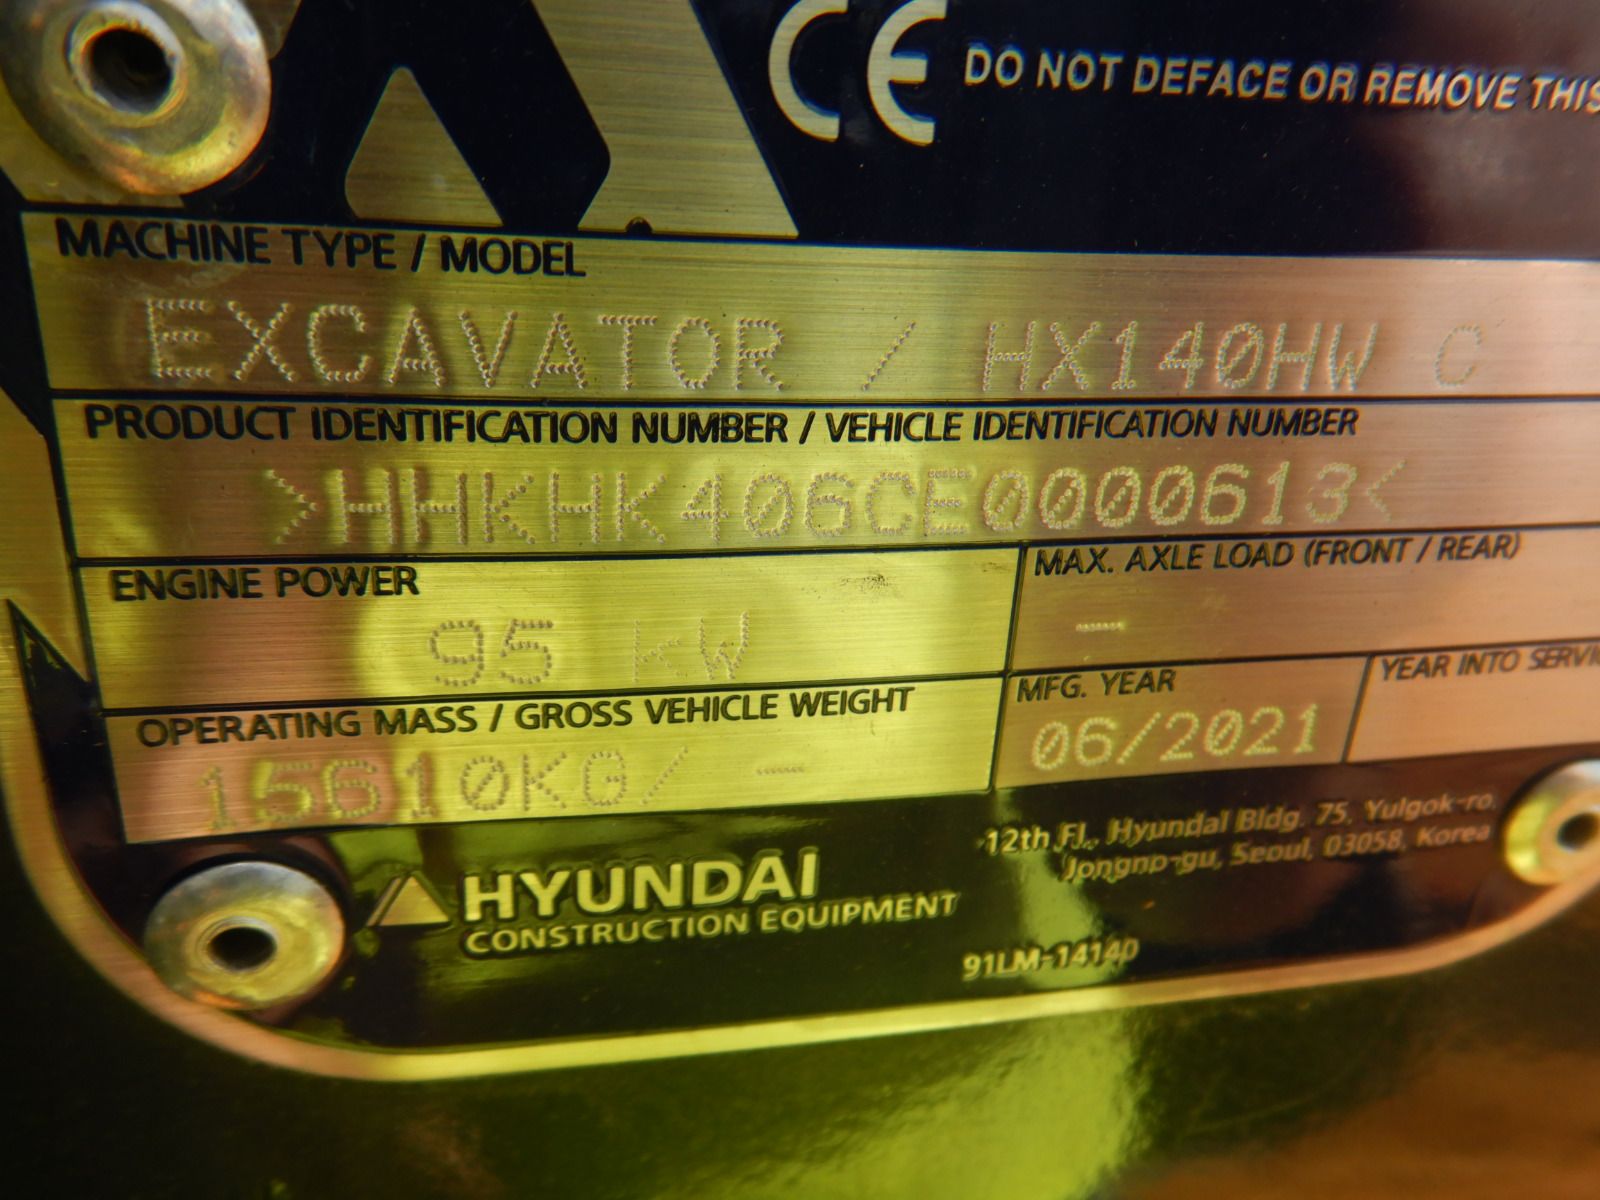 CE DO NOT DEFACE OR REMOVE THIS
MACHINE TYPE / MODEL
EXCAVATOR / HX140HW C
PRODUCT IDENTIFICATION NUMBER / VEHICLE IDENTIFICATION NUMBER
>HHKHK406CE0000613<
ENGINE POWER
95 kW
MAX. AXLE LOAD (FRONT / REAR)
-
OPERATING MASS / GROSS VEHICLE WEIGHT
15610KG/ -
MFG. YEAR
06/2021
YEAR INTO
12th Fl., Hyundai Bldg. 75, Yulgok-ro,
Jongno-gu, Seoul, 03058, Korea
HYUNDAI
CONSTRUCTION EQUIPMENT
91LM-14140